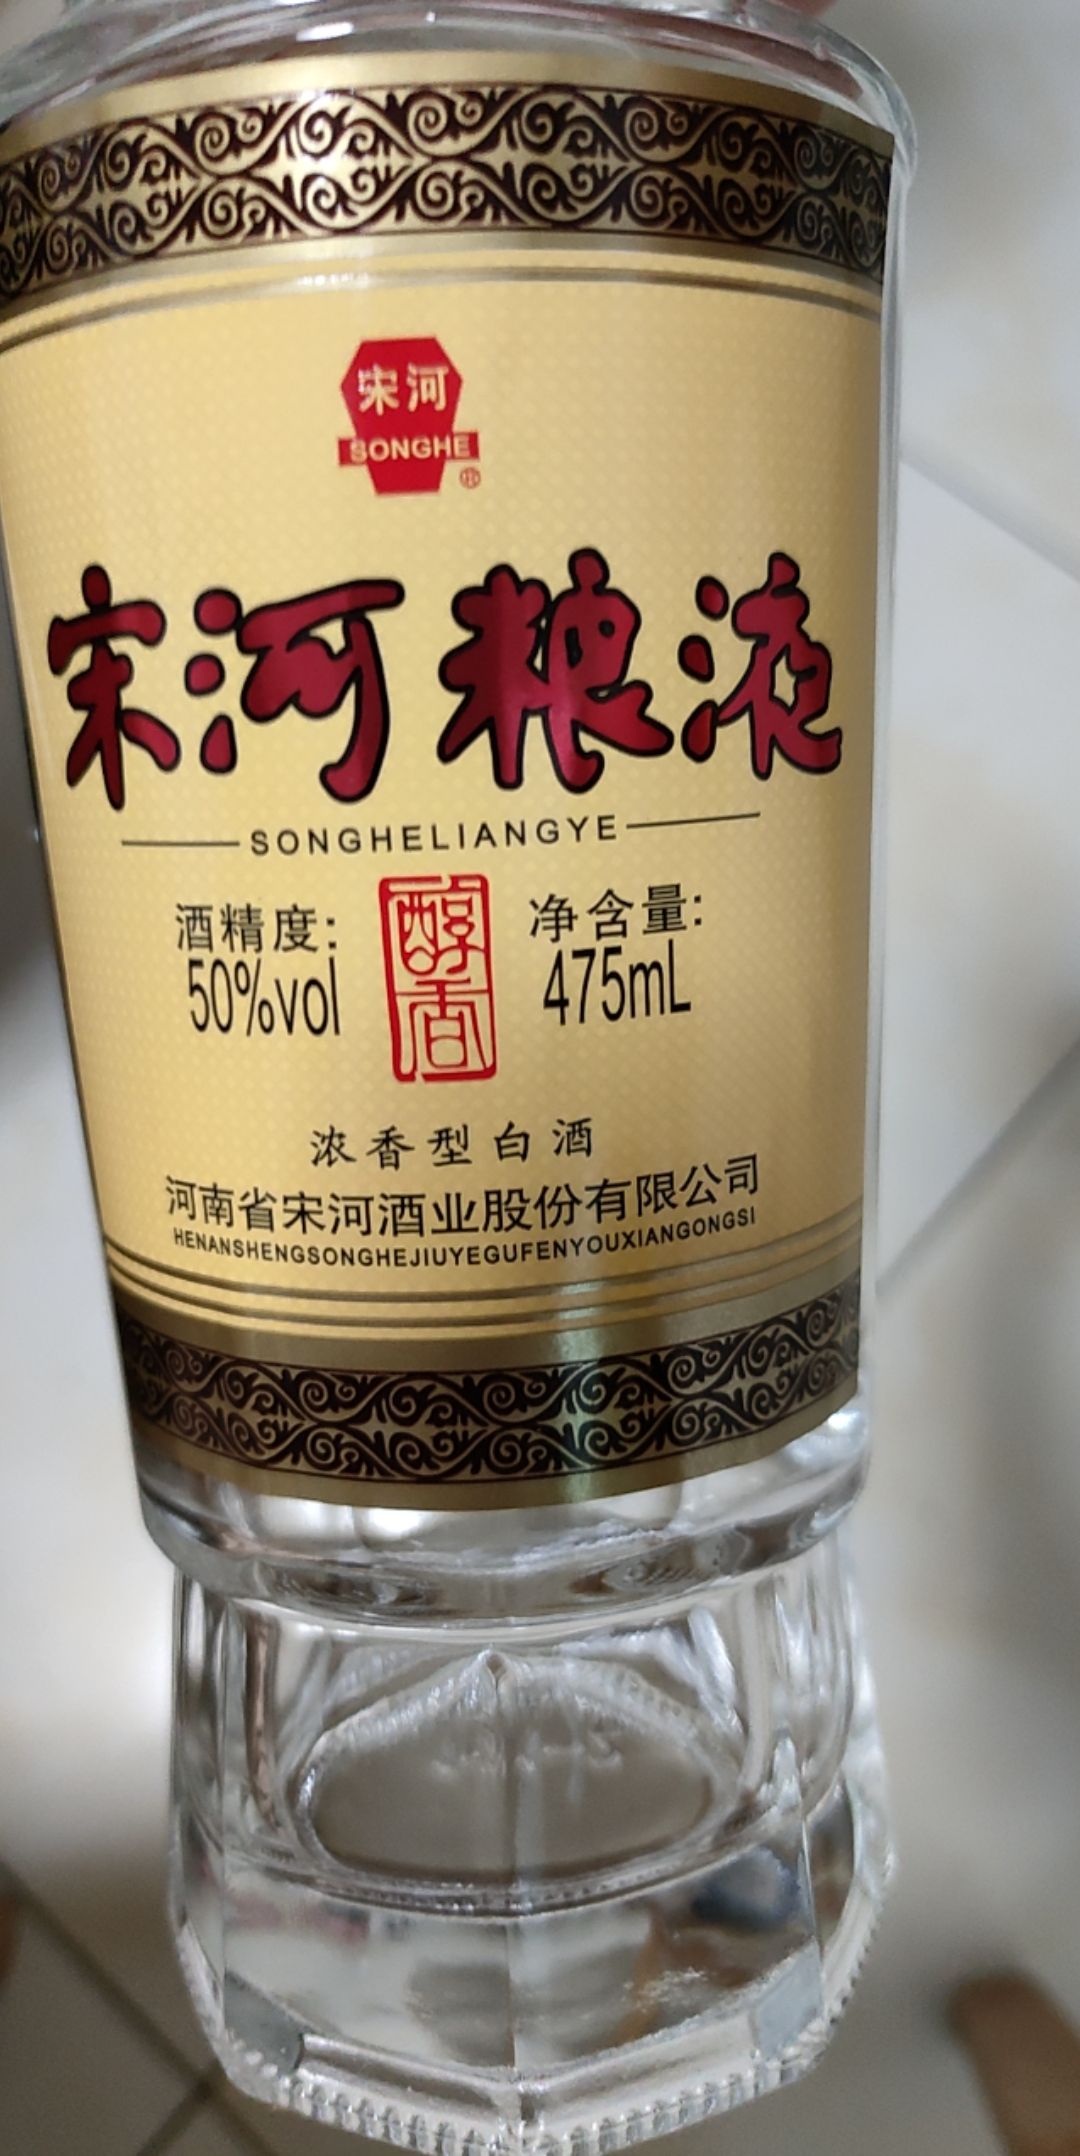 宋河
SONGHE
®
宋河粮液
SONGHELIANGYE
酒精度:
50%vol
醇香
净含量:
475mL
浓香型白酒
河南省宋河酒业股份有限公司
HENANSHENGSONGHEJIUYEGUFENYOUXIANGONGSI